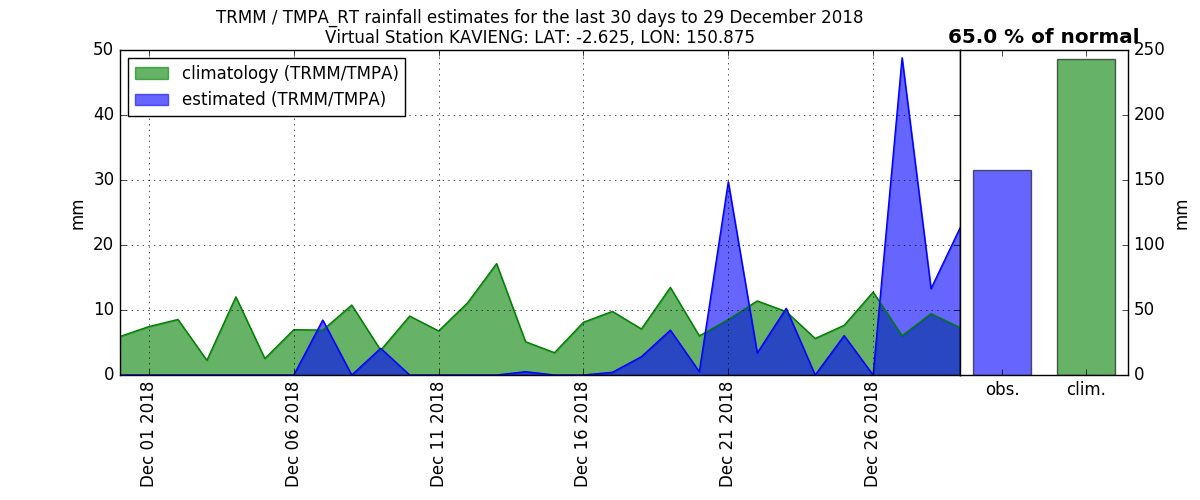 TRMM / TMPA_RT rainfall estimates for the last 30 days to 29 December 2018
Virtual Station KAVIENG: LAT: -2.625, LON: 150.875
65.0 % of normal
climatology (TRMM/TMPA)
estimated (TRMM/TMPA)
50
40
30
20
10
0
mm
Dec 01 2018
Dec 06 2018
Dec 11 2018
Dec 16 2018
Dec 21 2018
Dec 26 2018
obs.
clim.
250
200
150
100
50
0
mm